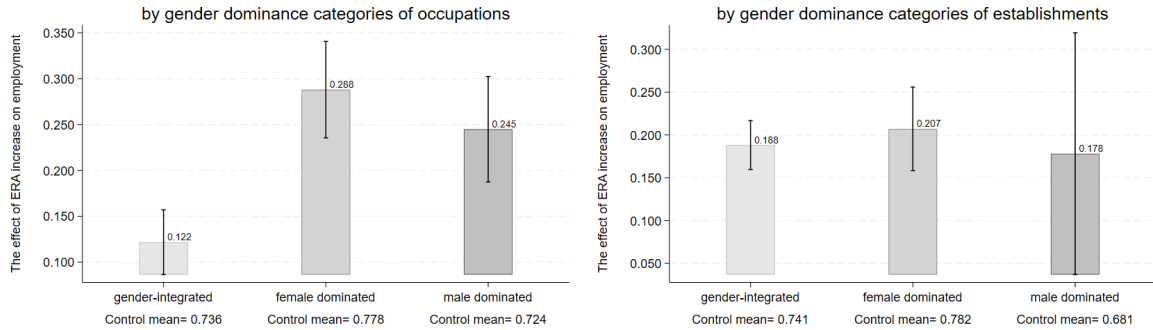 by gender dominance categories of occupations
The effect of ERA increase on employment
0.350
0.300
0.250
0.200
0.150
0.100
0.122
0.288
0.245
gender-integrated
female dominated
male dominated
Control mean= 0.736
Control mean= 0.778
Control mean= 0.724
by gender dominance categories of establishments
The effect of ERA increase on employment
0.300
0.250
0.200
0.150
0.100
0.050
0.188
0.207
0.178
gender-integrated
female dominated
male dominated
Control mean= 0.741
Control mean= 0.782
Control mean= 0.681